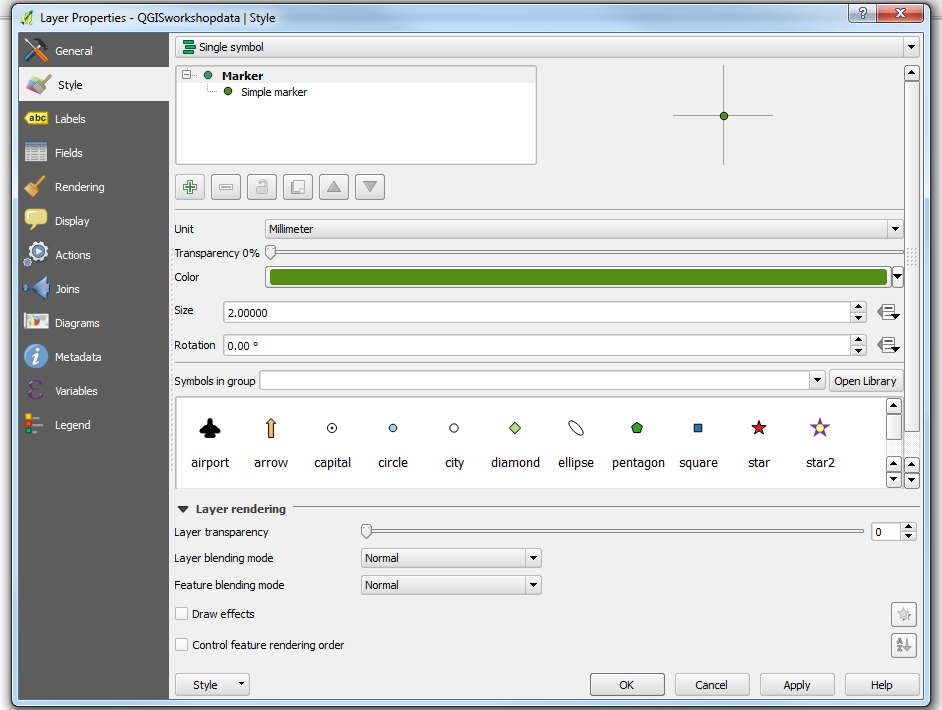 Layer Properties - QGISworkshopdata | Style
?
General
Style
abc Labels
Fields
Rendering
Display
Actions
Joins
Diagrams
i Metadata
ε Variables
Legend
Single symbol
Marker
Simple marker
Unit Millimeter
Transparency 0%
Color
Size 2.00000
Rotation 0.00 °
Symbols in group Open Library
airport arrow capital circle city diamond ellipse pentagon square star star2
Layer rendering
Layer transparency 0
Layer blending mode Normal
Feature blending mode Normal
Draw effects
Control feature rendering order
A
Z
Style OK Cancel Apply Help